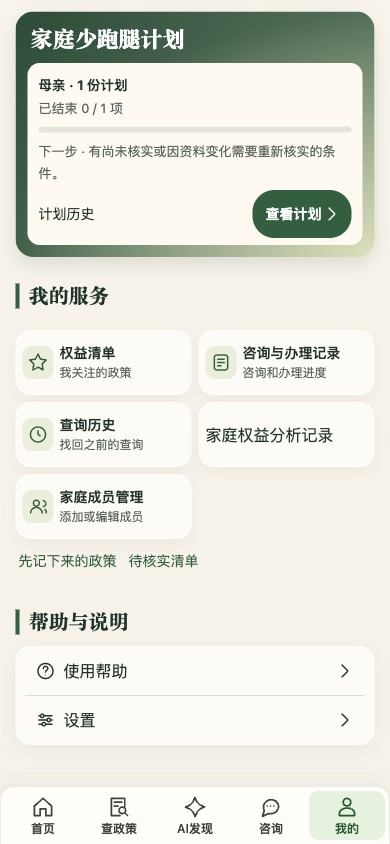 家庭少跑腿计划
母亲 · 1 份计划
已结束 0 / 1 项
下一步 · 有尚未核实或因资料变化需要重新核实的条
件。
计划历史
查看计划
我的服务
权益清单
我关注的政策
咨询与办理记录
咨询和办理进度
查询历史
找回之前的查询
家庭权益分析记录
家庭成员管理
添加或编辑成员
先记下来的政策 待核实清单
帮助与说明
使用帮助
设置
首页 查政策 AI发现 咨询 我的